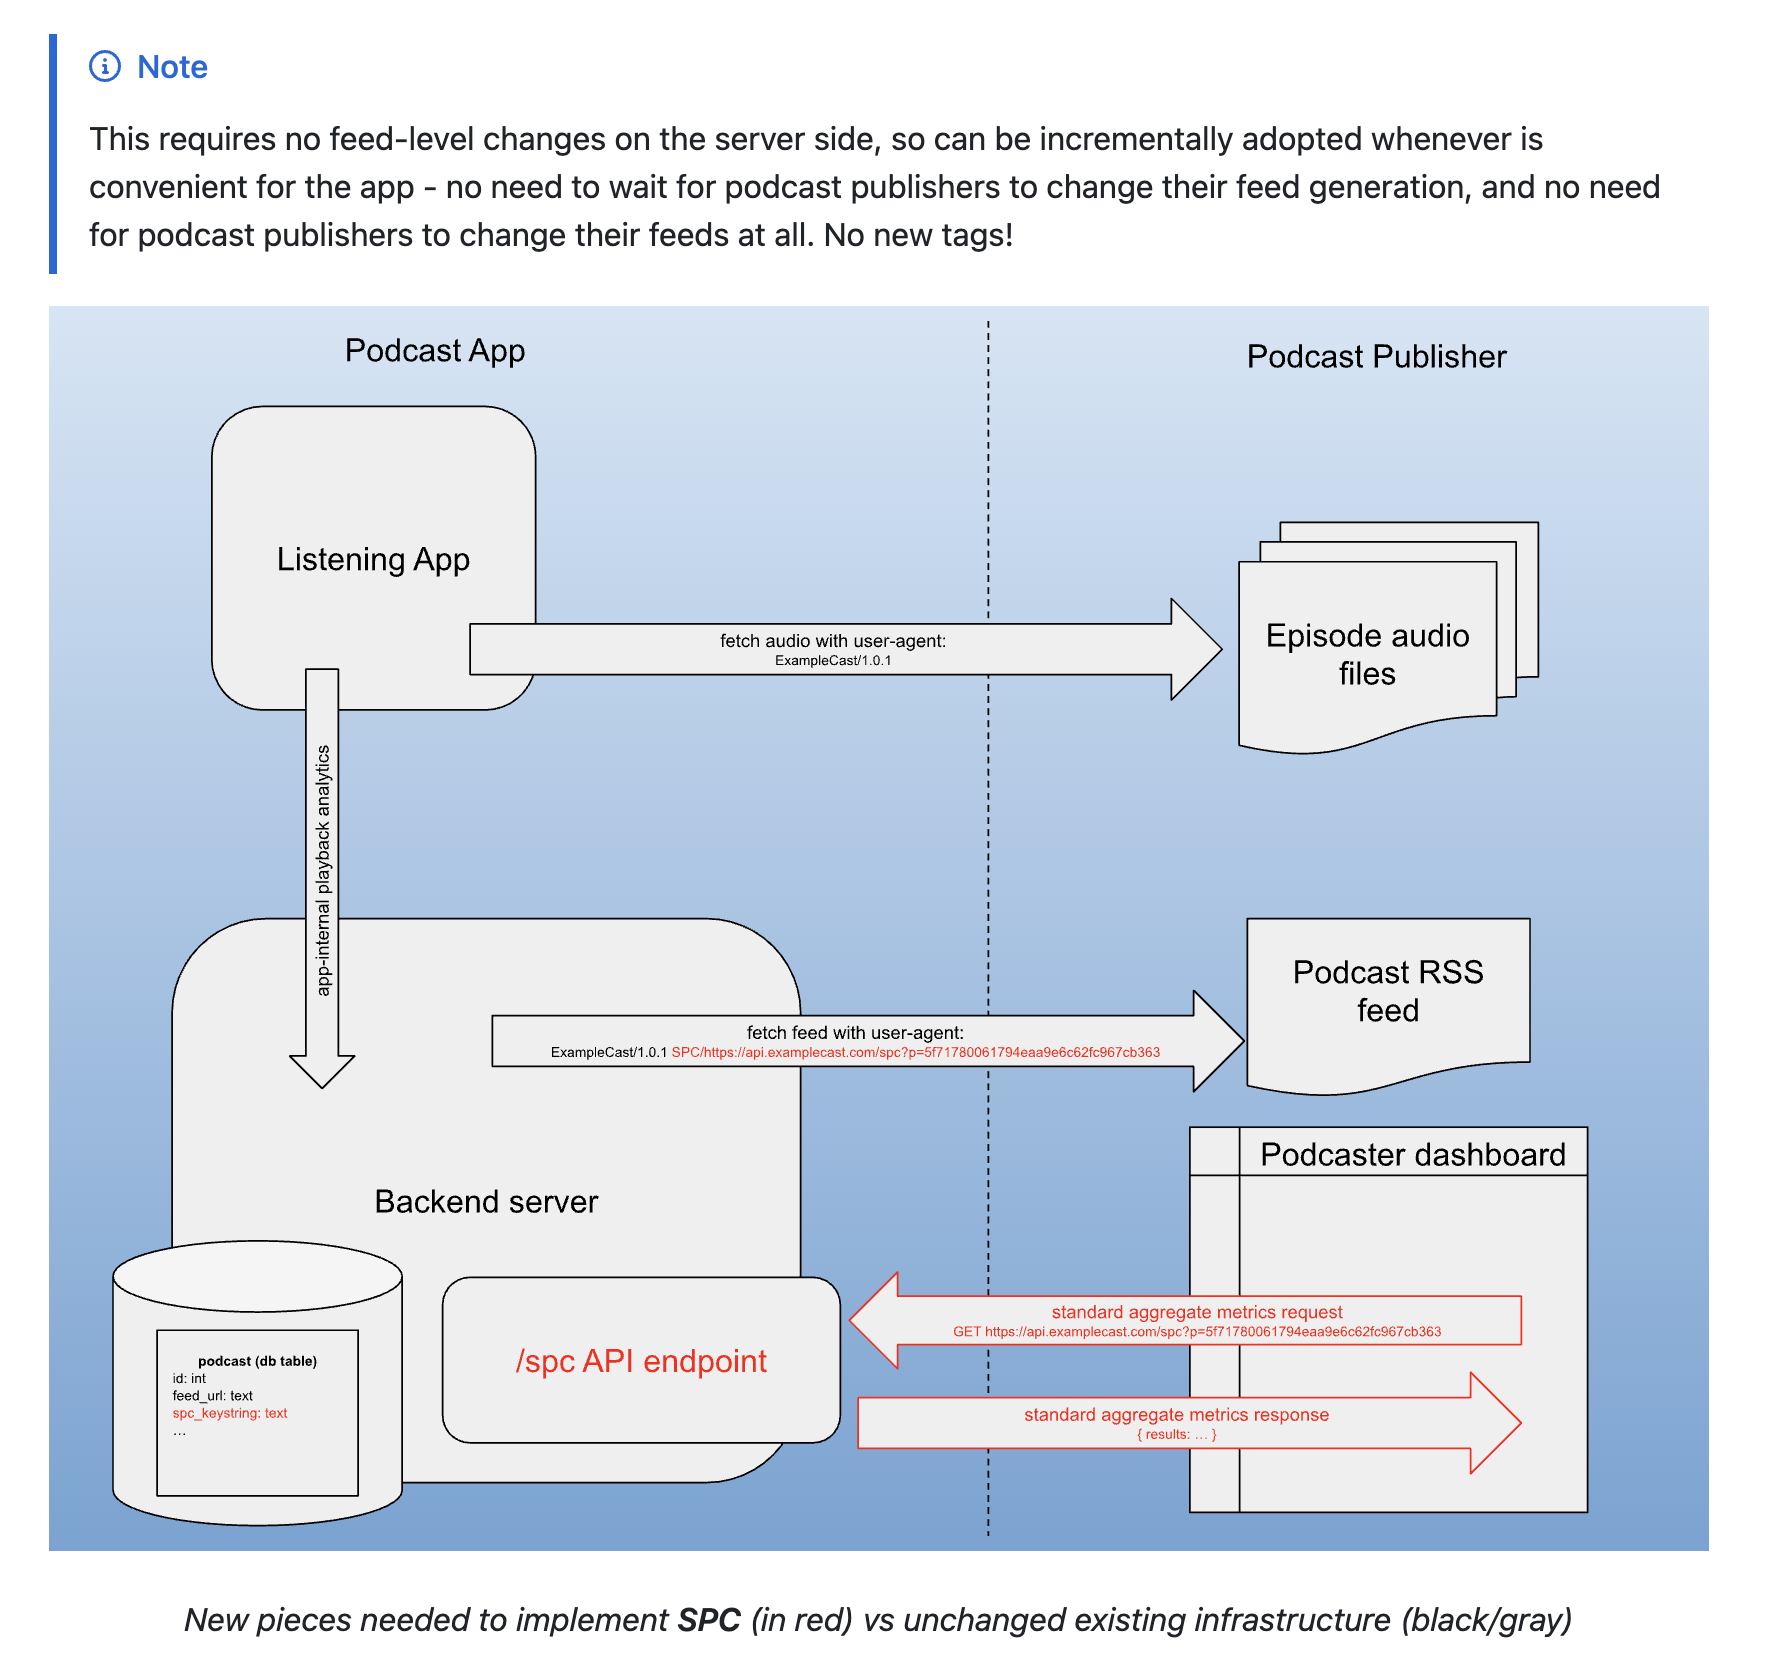 Note
This requires no feed-level changes on the server side, so can be incrementally adopted whenever is
convenient for the app - no need to wait for podcast publishers to change their feed generation, and no need
for podcast publishers to change their feeds at all. No new tags!
Podcast App
Podcast Publisher
Listening App
fetch audio with user-agent:
ExampleCast/1.0.1
Episode audio
files
app-internal playback analytics
Podcast RSS
feed
fetch feed with user-agent:
ExampleCast/1.0.1 SPC/https://api.examplecast.com/spc?p=5f71780061794eaa9e6c62fc967cb363
Backend server
Podcaster dashboard
standard aggregate metrics request
GET https://api.examplecast.com/spc?p=5f71780061794eaa9e6c62fc967cb363
/spc API endpoint
podcast (db table)
id: int
feed_url: text
spc_keystring: text
...
standard aggregate metrics response
{ results: ... }
New pieces needed to implement SPC (in red) vs unchanged existing infrastructure (black/gray)